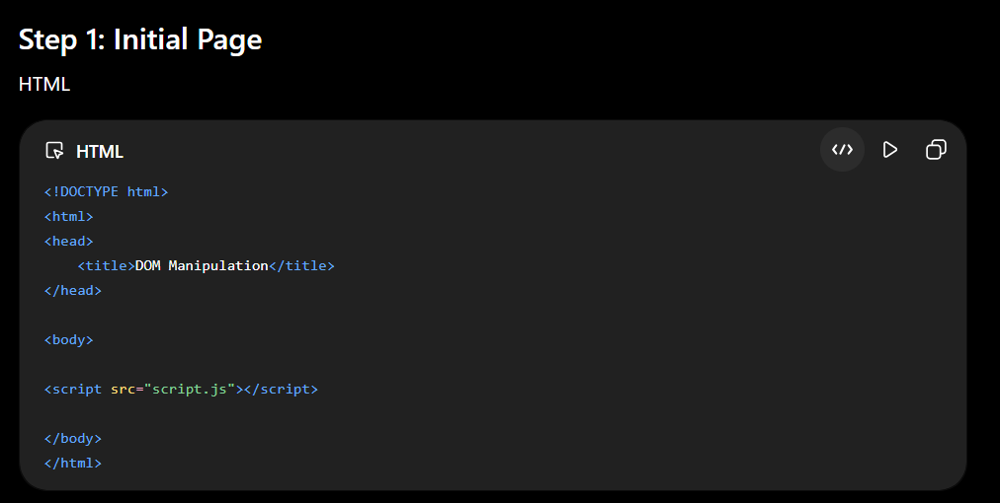 Step 1: Initial Page
HTML
HTML
<!DOCTYPE html>
<html>
<head>
    <title>DOM Manipulation</title>
</head>
<body>
<script src="script.js"></script>
</body>
</html>